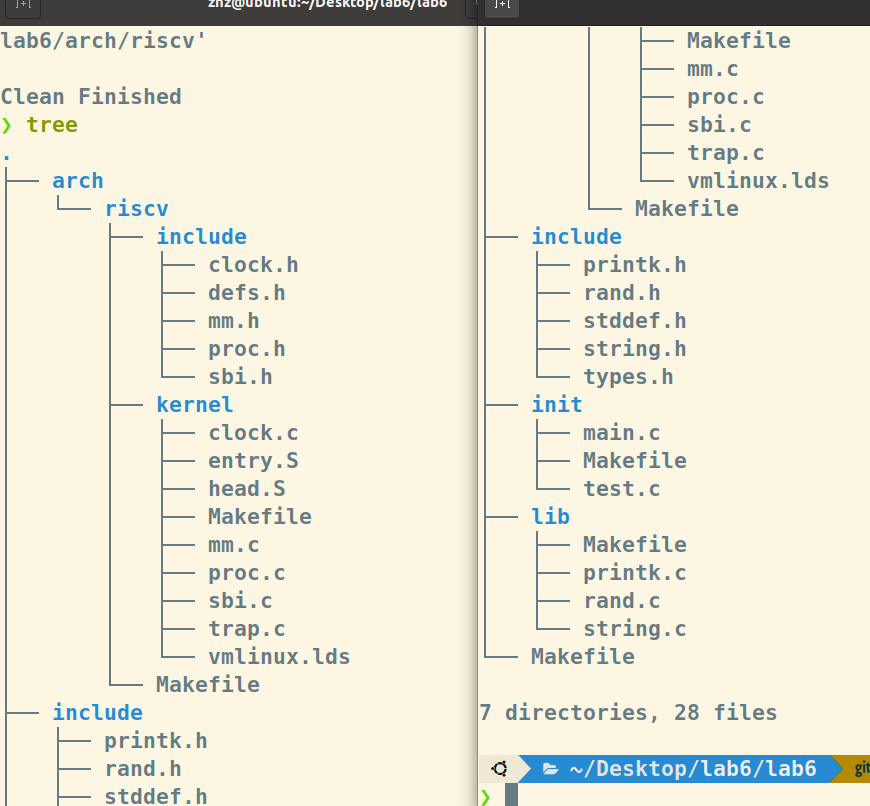 zhz@ubuntu:~/Desktop/lab6/lab6
lab6/arch/riscv'
Clean Finished
❯ tree
.
├── arch
│   └── riscv
│       ├── include
│       │   ├── clock.h
│       │   ├── defs.h
│       │   ├── mm.h
│       │   ├── proc.h
│       │   └── sbi.h
│       ├── kernel
│       │   ├── clock.c
│       │   ├── entry.S
│       │   ├── head.S
│       │   ├── Makefile
│       │   ├── mm.c
│       │   ├── proc.c
│       │   ├── sbi.c
│       │   ├── trap.c
│       │   └── vmlinux.lds
│       └── Makefile
├── include
│   ├── printk.h
│   ├── rand.h
│   ├── stddef.h
│   │   ├── Makefile
│   │   ├── mm.c
│   │   ├── proc.c
│   │   ├── sbi.c
│   │   ├── trap.c
│   │   └── vmlinux.lds
│   └── Makefile
├── include
│   ├── printk.h
│   ├── rand.h
│   ├── stddef.h
│   ├── string.h
│   └── types.h
├── init
│   ├── main.c
│   ├── Makefile
│   └── test.c
├── lib
│   ├── Makefile
│   ├── printk.c
│   ├── rand.c
│   └── string.c
└── Makefile
7 directories, 28 files
~/Desktop/lab6/lab6 git
❯